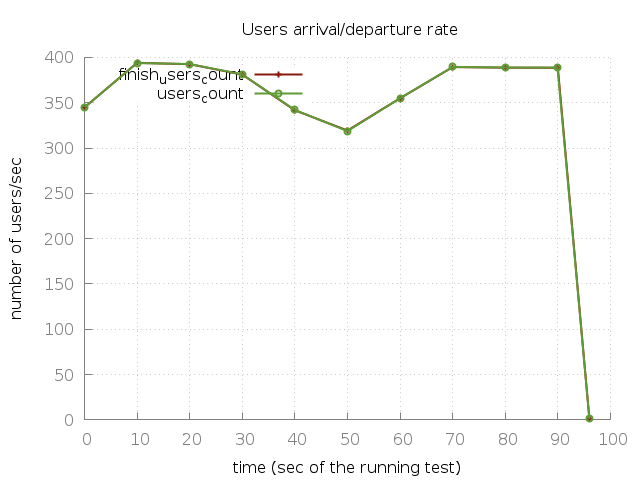 Users arrival/departure rate
400
350
300
250
200
150
100
50
0
finish_users_count
users_count
number of users/sec
0 10 20 30 40 50 60 70 80 90 100
time (sec of the running test)